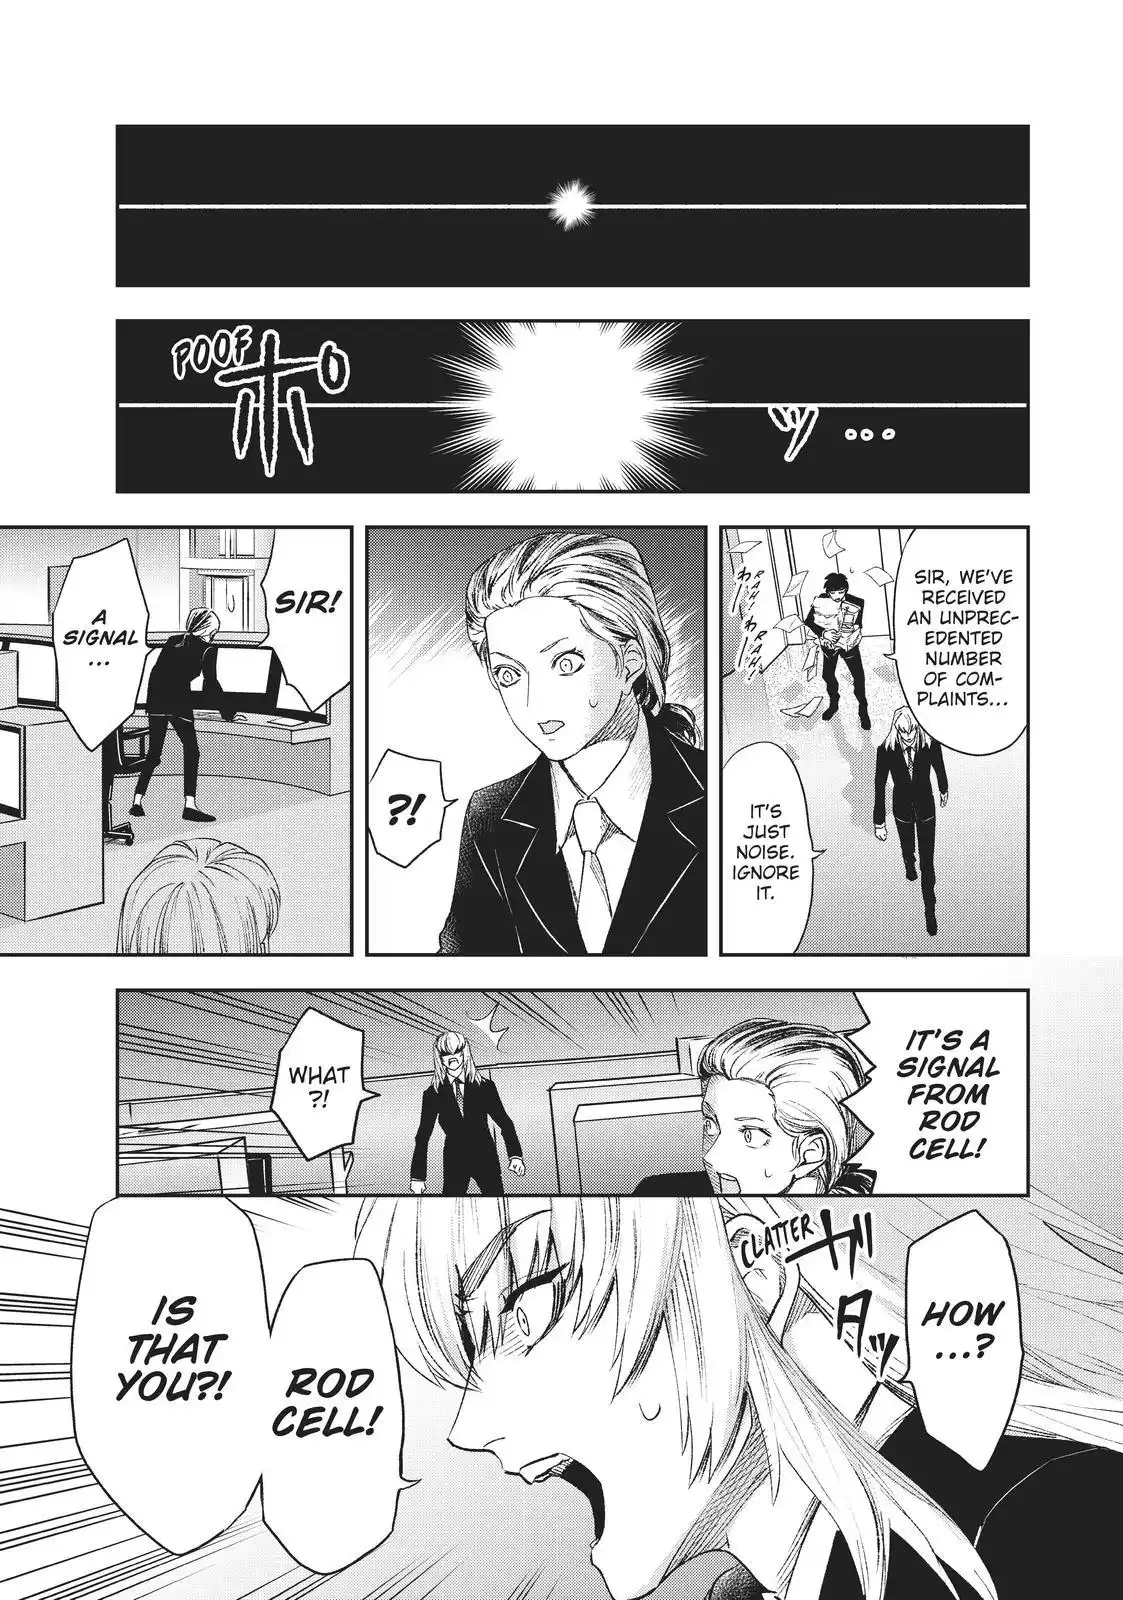 POOF
ボ
ッ...
SIR, WE'VE
RECEIVED
AN UNPREC-
EDENTED
NUMBER
OF COM-
PLAINTS...
RAH!
わー
RAH!
わー
IT'S
JUST
NOISE.
IGNORE
IT.
?!
SIR!
A
SIGNAL
...
IT'S A
SIGNAL
FROM
ROD
CELL!
WHAT
?!
HOW
...?
CLATTER
ガ
タ
ッ
ROD
CELL!
IS
THAT
YOU?!